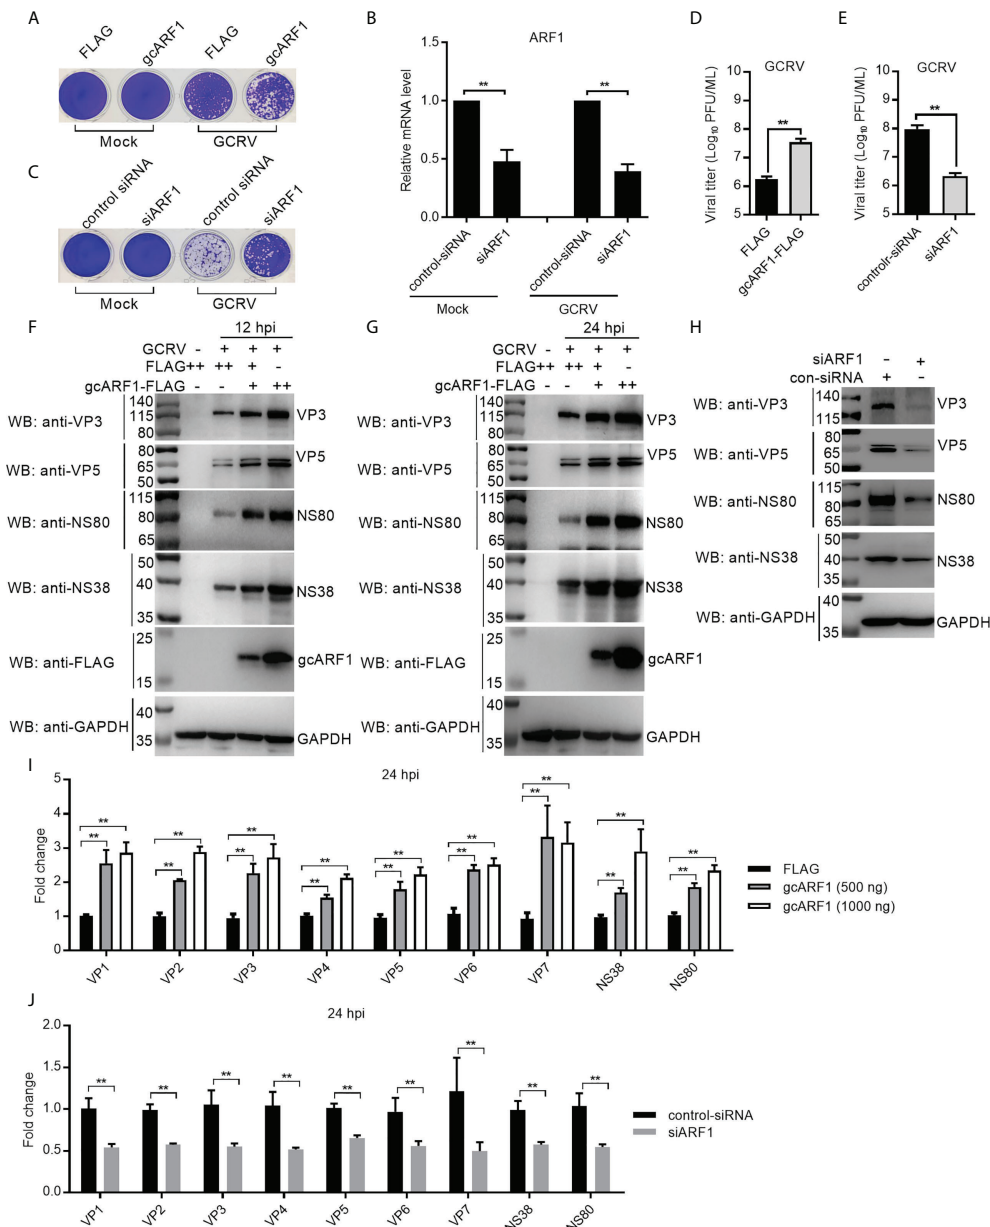 A
FLAG
gcARF1
FLAG
gcARF1
Mock
GCRV
B
ARF1
Relative mRNA level
1.5
1.0
0.5
0.0
**
**
control-siRNA
siARF1
control-siRNA
siARF1
Mock
GCRV
C
control siRNA
siARF1
control siRNA
siARF1
Mock
GCRV
D
GCRV
Viral titer (Log10 PFU/ML)
10
9
8
7
6
5
**
FLAG
gcARF1-FLAG
E
GCRV
Viral titer (Log10 PFU/ML)
10
9
8
7
6
5
**
controlr-siRNA
siARF1
F
12 hpi
GCRV - + + +
FLAG ++ ++ + -
gcARF1-FLAG - - + ++
WB: anti-VP3
140
115
80
VP3
WB: anti-VP5
80
65
50
VP5
WB: anti-NS80
115
80
65
NS80
WB: anti-NS38
50
40
35
NS38
WB: anti-FLAG
25
15
gcARF1
WB: anti-GAPDH
40
35
GAPDH
G
24 hpi
GCRV - + + +
FLAG ++ ++ + -
gcARF1-FLAG - - + ++
WB: anti-VP3
140
115
80
VP3
WB: anti-VP5
80
65
50
VP5
WB: anti-NS80
115
80
65
NS80
WB: anti-NS38
50
40
35
NS38
WB: anti-FLAG
25
15
gcARF1
WB: anti-GAPDH
40
35
GAPDH
H
siARF1 - +
con-siRNA + -
WB: anti-VP3
140
115
VP3
WB: anti-VP5
80
65
50
VP5
WB: anti-NS80
115
80
65
NS80
WB: anti-NS38
50
40
35
NS38
WB: anti-GAPDH
40
35
GAPDH
I
24 hpi
Fold change
5
4
3
2
1
0
** ** ** ** ** ** ** ** **
** ** ** ** ** ** ** ** **
VP1 VP2 VP3 VP4 VP5 VP6 VP7 NS38 NS80
FLAG
gcARF1 (500 ng)
gcARF1 (1000 ng)
J
24 hpi
Fold change
2.0
1.5
1.0
0.5
0.0
** ** ** ** ** ** ** ** **
VP1 VP2 VP3 VP4 VP5 VP6 VP7 NS38 NS80
control-siRNA
siARF1